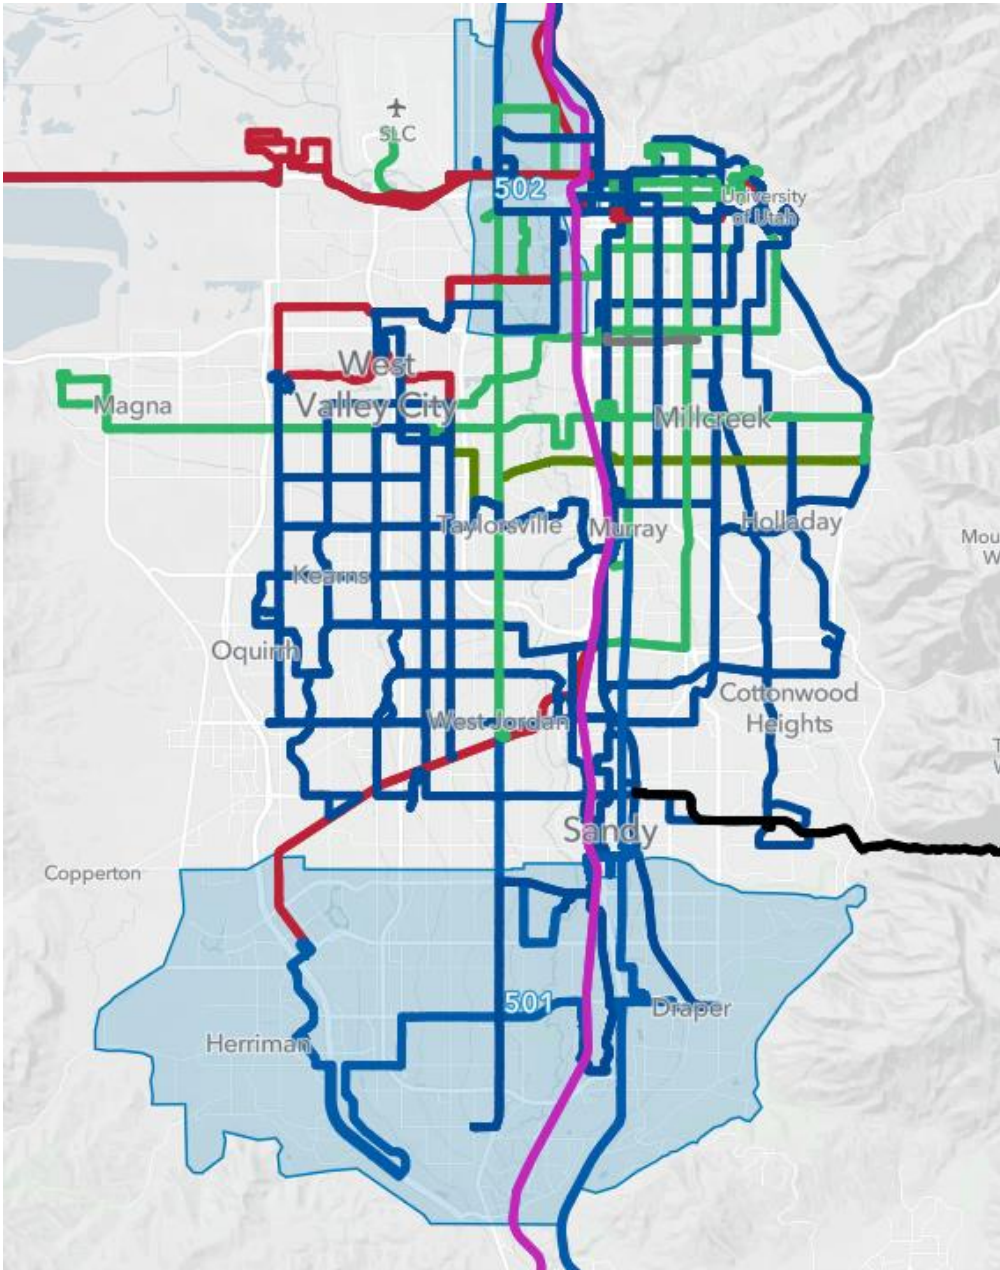 SLC
502
University
of Utah
West
Valley City
Magna
Millcreek
Taylorsville
Murray
Holladay
Mou
W
Kearns
Oquirrh
Cottonwood
Heights
West Jordan
T
W
Sandy
Copperton
501
Draper
Herriman